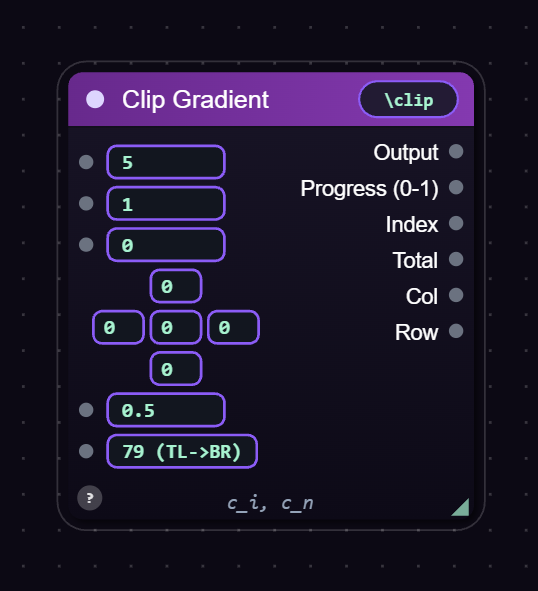 Clip Gradient \clip
5
Output
Progress (0-1)
1
Index
0
Total
0
Col
0 0 0
Row
0
0.5
79 (TL->BR)
?
c_i, c_n